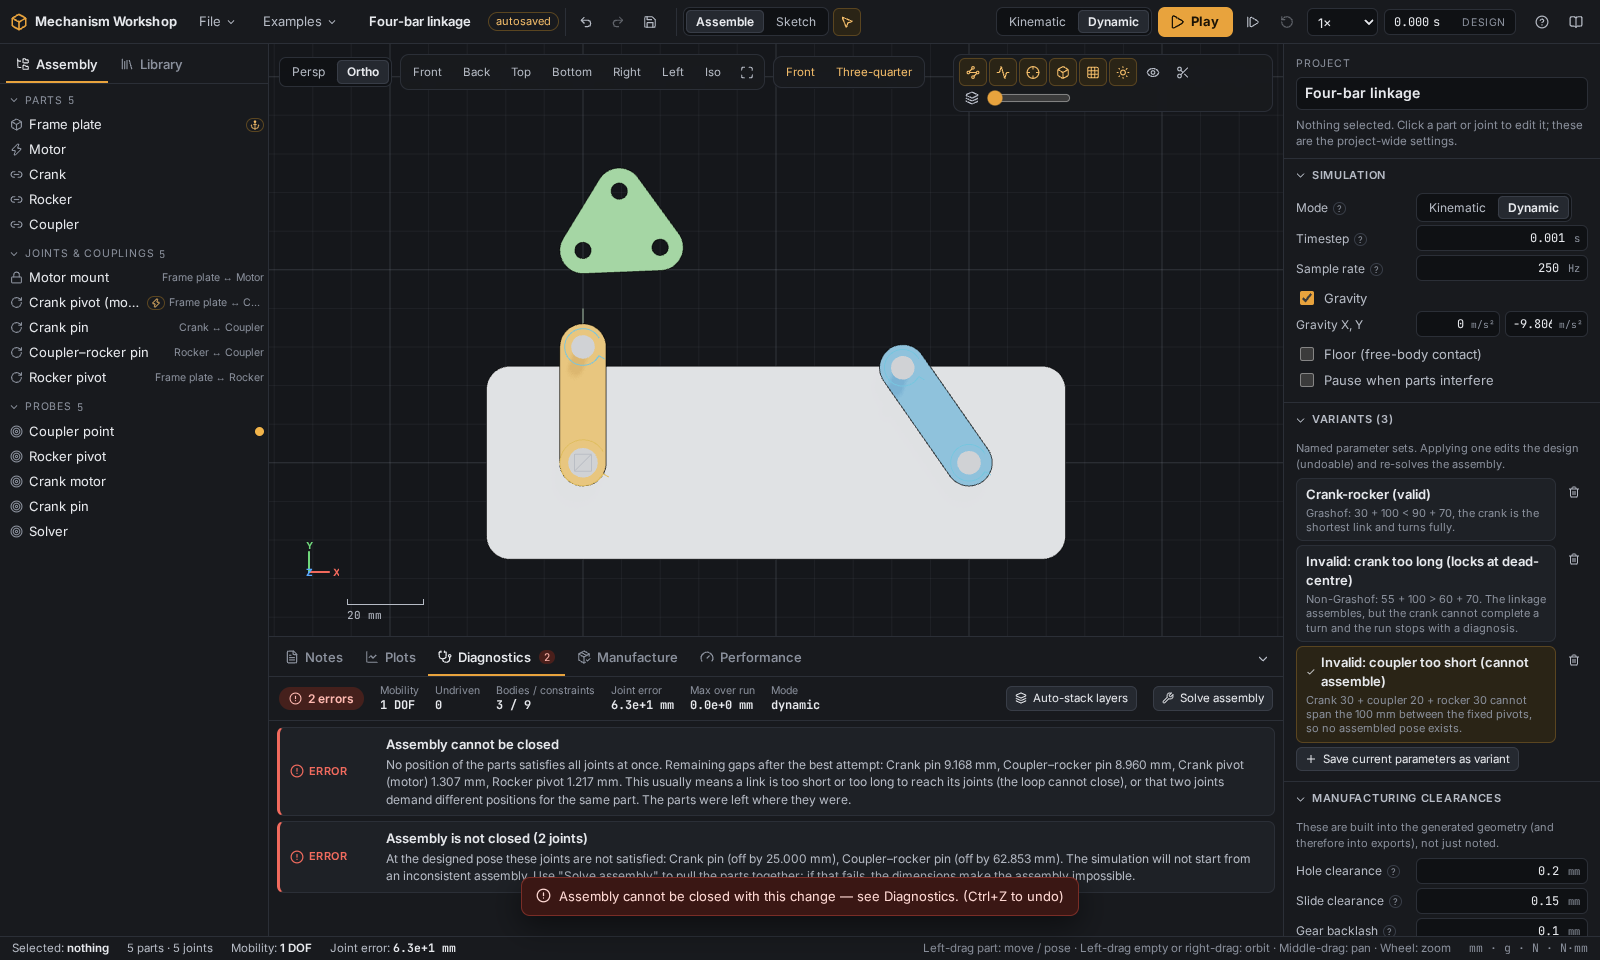 Mechanism Workshop
File
Examples
Four-bar linkage
autosaved
Assemble
Sketch
Kinematic
Dynamic
Play
1×
0.000 s
DESIGN
Assembly
Library
PARTS 5
Frame plate
Motor
Crank
Rocker
Coupler
JOINTS & COUPLINGS 5
Motor mount Frame plate ↔ Motor
Crank pivot (mo... Frame plate ↔ C...
Crank pin Crank ↔ Coupler
Coupler–rocker pin Rocker ↔ Coupler
Rocker pivot Frame plate ↔ Rocker
PROBES 5
Coupler point
Rocker pivot
Crank motor
Crank pin
Solver
Persp
Ortho
Front
Back
Top
Bottom
Right
Left
Iso
Front
Three-quarter
Y
Z
X
20 mm
Notes
Plots
Diagnostics 2
Manufacture
Performance
2 errors
Mobility
1 DOF
Undriven
0
Bodies / constraints
3 / 9
Joint error
6.3e+1 mm
Max over run
0.0e+0 mm
Mode
dynamic
Auto-stack layers
Solve assembly
ERROR
Assembly cannot be closed
No position of the parts satisfies all joints at once. Remaining gaps after the best attempt: Crank pin 9.168 mm, Coupler–rocker pin 8.960 mm, Crank pivot
(motor) 1.307 mm, Rocker pivot 1.217 mm. This usually means a link is too short or too long to reach its joints (the loop cannot close), or that two joints
demand different positions for the same part. The parts were left where they were.
ERROR
Assembly is not closed (2 joints)
At the designed pose these joints are not satisfied: Crank pin (off by 25.000 mm), Coupler–rocker pin (off by 62.853 mm). The simulation will not start from
an inconsistent assembly. Use "Solve assembly" to pull the parts together; if that fails, the dimensions make the assembly impossible.
Assembly cannot be closed with this change — see Diagnostics. (Ctrl+Z to undo)
PROJECT
Four-bar linkage
Nothing selected. Click a part or joint to edit it; these
are the project-wide settings.
SIMULATION
Mode ?
Kinematic
Dynamic
Timestep ? 0.001 s
Sample rate ? 250 Hz
Gravity
Gravity X, Y 0 m/s² -9.806 m/s²
Floor (free-body contact)
Pause when parts interfere
VARIANTS (3)
Named parameter sets. Applying one edits the design
(undoable) and re-solves the assembly.
Crank-rocker (valid)
Grashof: 30 + 100 < 90 + 70, the crank is the
shortest link and turns fully.
Invalid: crank too long (locks at dead-
centre)
Non-Grashof: 55 + 100 > 60 + 70. The linkage
assembles, but the crank cannot complete a
turn and the run stops with a diagnosis.
Invalid: coupler too short (cannot
assemble)
Crank 30 + coupler 20 + rocker 30 cannot
span the 100 mm between the fixed pivots,
so no assembled pose exists.
Save current parameters as variant
MANUFACTURING CLEARANCES
These are built into the generated geometry (and
therefore into exports), not just noted.
Hole clearance ? 0.2 mm
Slide clearance ? 0.15 mm
Gear backlash ? 0.1 mm
Selected: nothing
5 parts · 5 joints
Mobility: 1 DOF
Joint error: 6.3e+1 mm
Left-drag part: move / pose · Left-drag empty or right-drag: orbit · Middle-drag: pan · Wheel: zoom
mm · g · N · N·mm